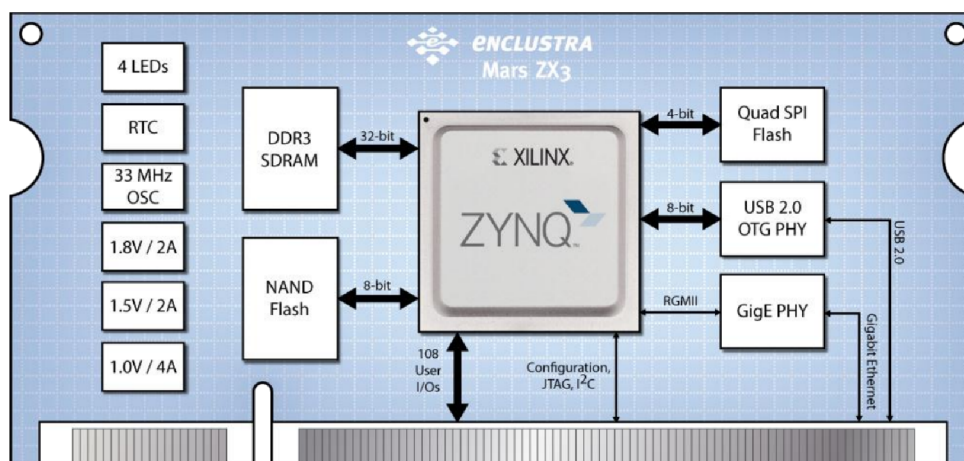 enclustra
Mars ZX3
4 LEDs
RTC
33 MHz
OSC
1.8V / 2A
1.5V / 2A
1.0V / 4A
DDR3
SDRAM
32-bit
NAND
Flash
8-bit
XILINX®
ZYNQ™
4-bit
Quad SPI
Flash
8-bit
USB 2.0
OTG PHY
RGMII
GigE PHY
USB 2.0
Gigabit Ethernet
108
User
I/Os
Configuration,
JTAG, I²C